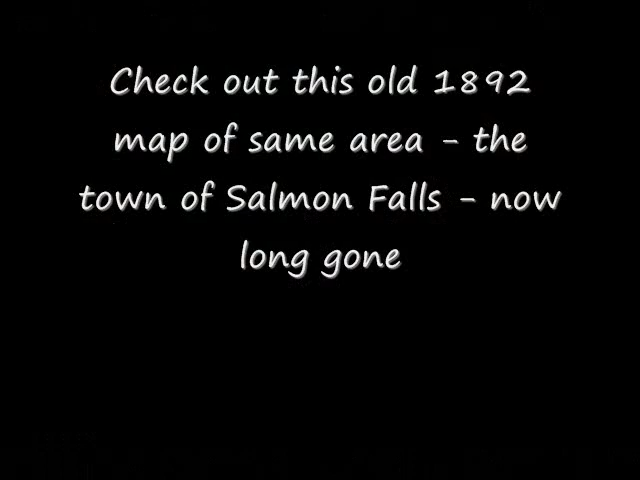 Check out this old 1892
map of same area - the
town of Salmon Falls - now
long gone